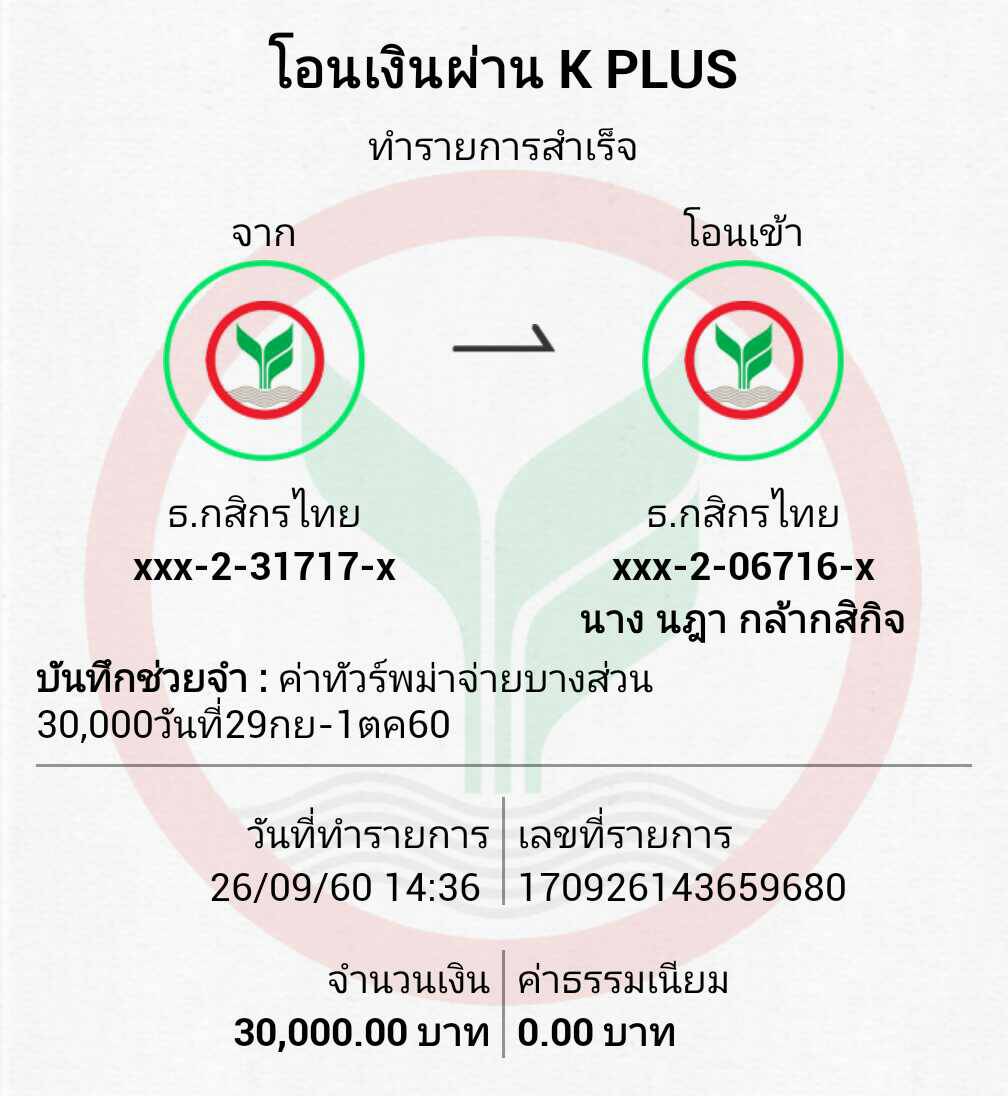 โอนเงินผ่าน K PLUS
ทำรายการสำเร็จ
จาก
โอนเข้า
ธ.กสิกรไทย
xxx-2-31717-x
ธ.กสิกรไทย
xxx-2-06716-x
นาง นฎา กล้ากสิกิจ
บันทึกช่วยจำ : ค่าทัวร์พม่าจ่ายบางส่วน
30,000วันที่29กย-1ตค60
วันที่ทำรายการ
26/09/60 14:36
เลขที่รายการ
170926143659680
จำนวนเงิน
30,000.00 บาท
ค่าธรรมเนียม
0.00 บาท